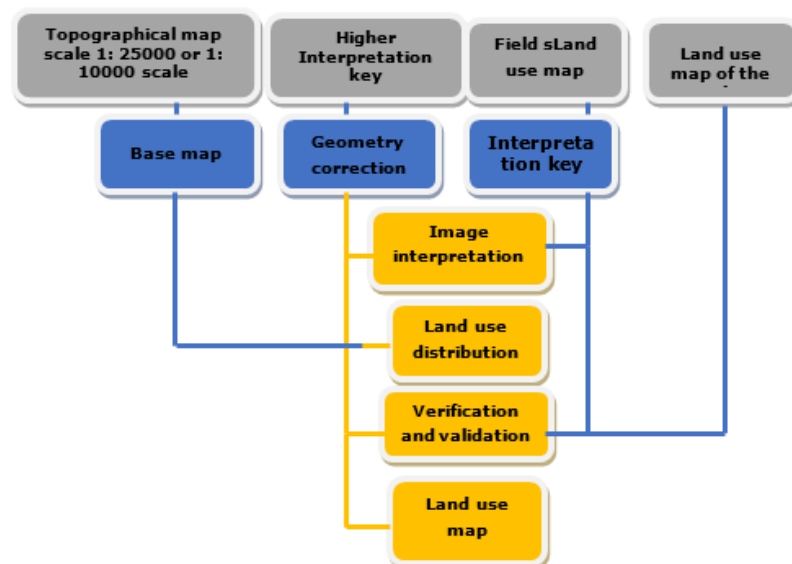 Topographical map
scale 1: 25000 or 1:
10000 scale
Higher
Interpretation
key
Field sLand
use map
Land use
map of the
Base map
Geometry
correction
Interpreta
tion key
Image
interpretation
Land use
distribution
Verification
and validation
Land use
map